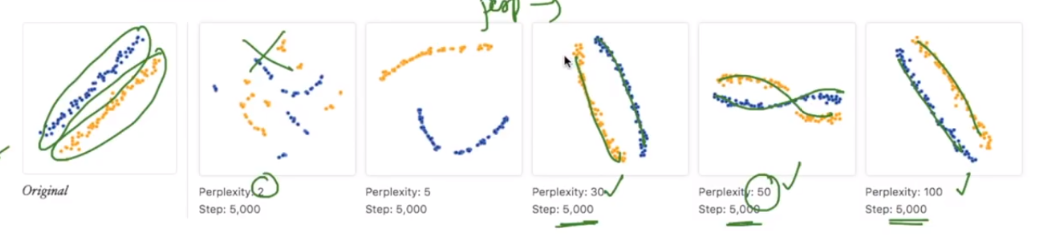 perp →
Original
Perplexity: 2
Step: 5,000
Perplexity: 5
Step: 5,000
Perplexity: 30
Step: 5,000
Perplexity: 50
Step: 5,000
Perplexity: 100
Step: 5,000